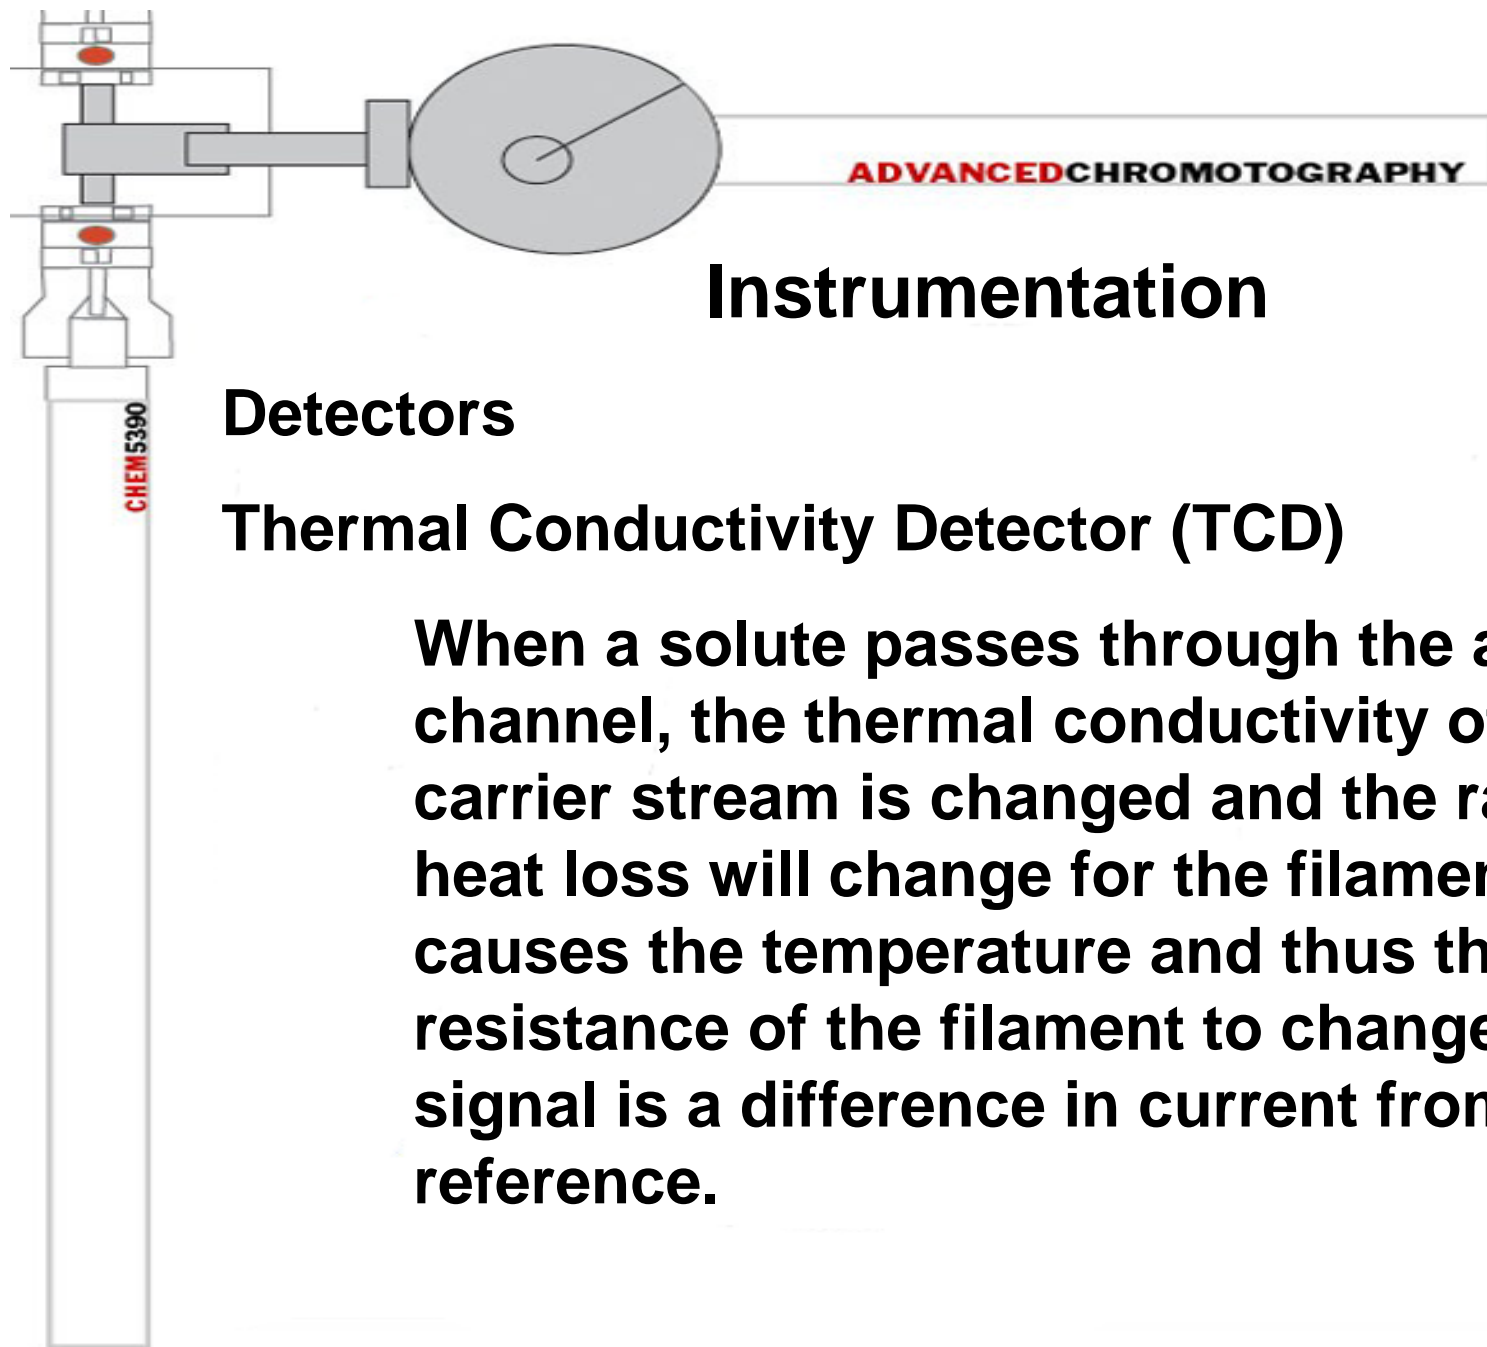 ADVANCEDCHROMOTOGRAPHY
Instrumentation
CHEM5390
Detectors
Thermal Conductivity Detector (TCD)
When a solute passes through the
channel, the thermal conductivity
carrier stream is changed and the
heat loss will change for the
causes the temperature and thus
resistance of the filament to change
signal is a difference in current
reference.